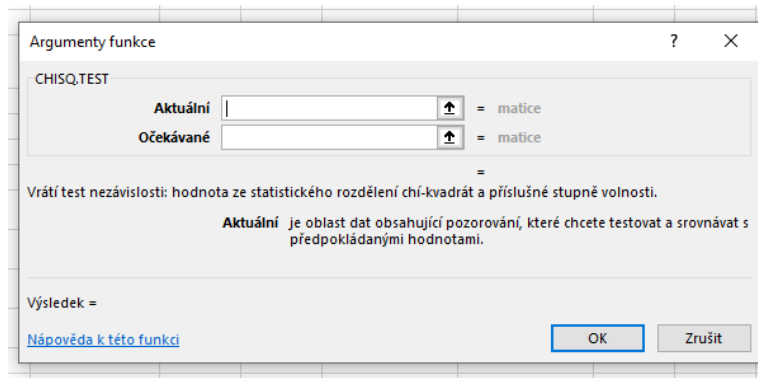 Argumenty funkce ? ×
CHISQ.TEST
Aktuální = matice
Očekávané = matice
=
Vrátí test nezávislosti: hodnota ze statistického rozdělení chí-kvadrát a příslušné stupně volnosti.
Aktuální je oblast dat obsahující pozorování, které chcete testovat a srovnávat s
předpokládanými hodnotami.
Výsledek =
Nápověda k této funkci OK Zrušit